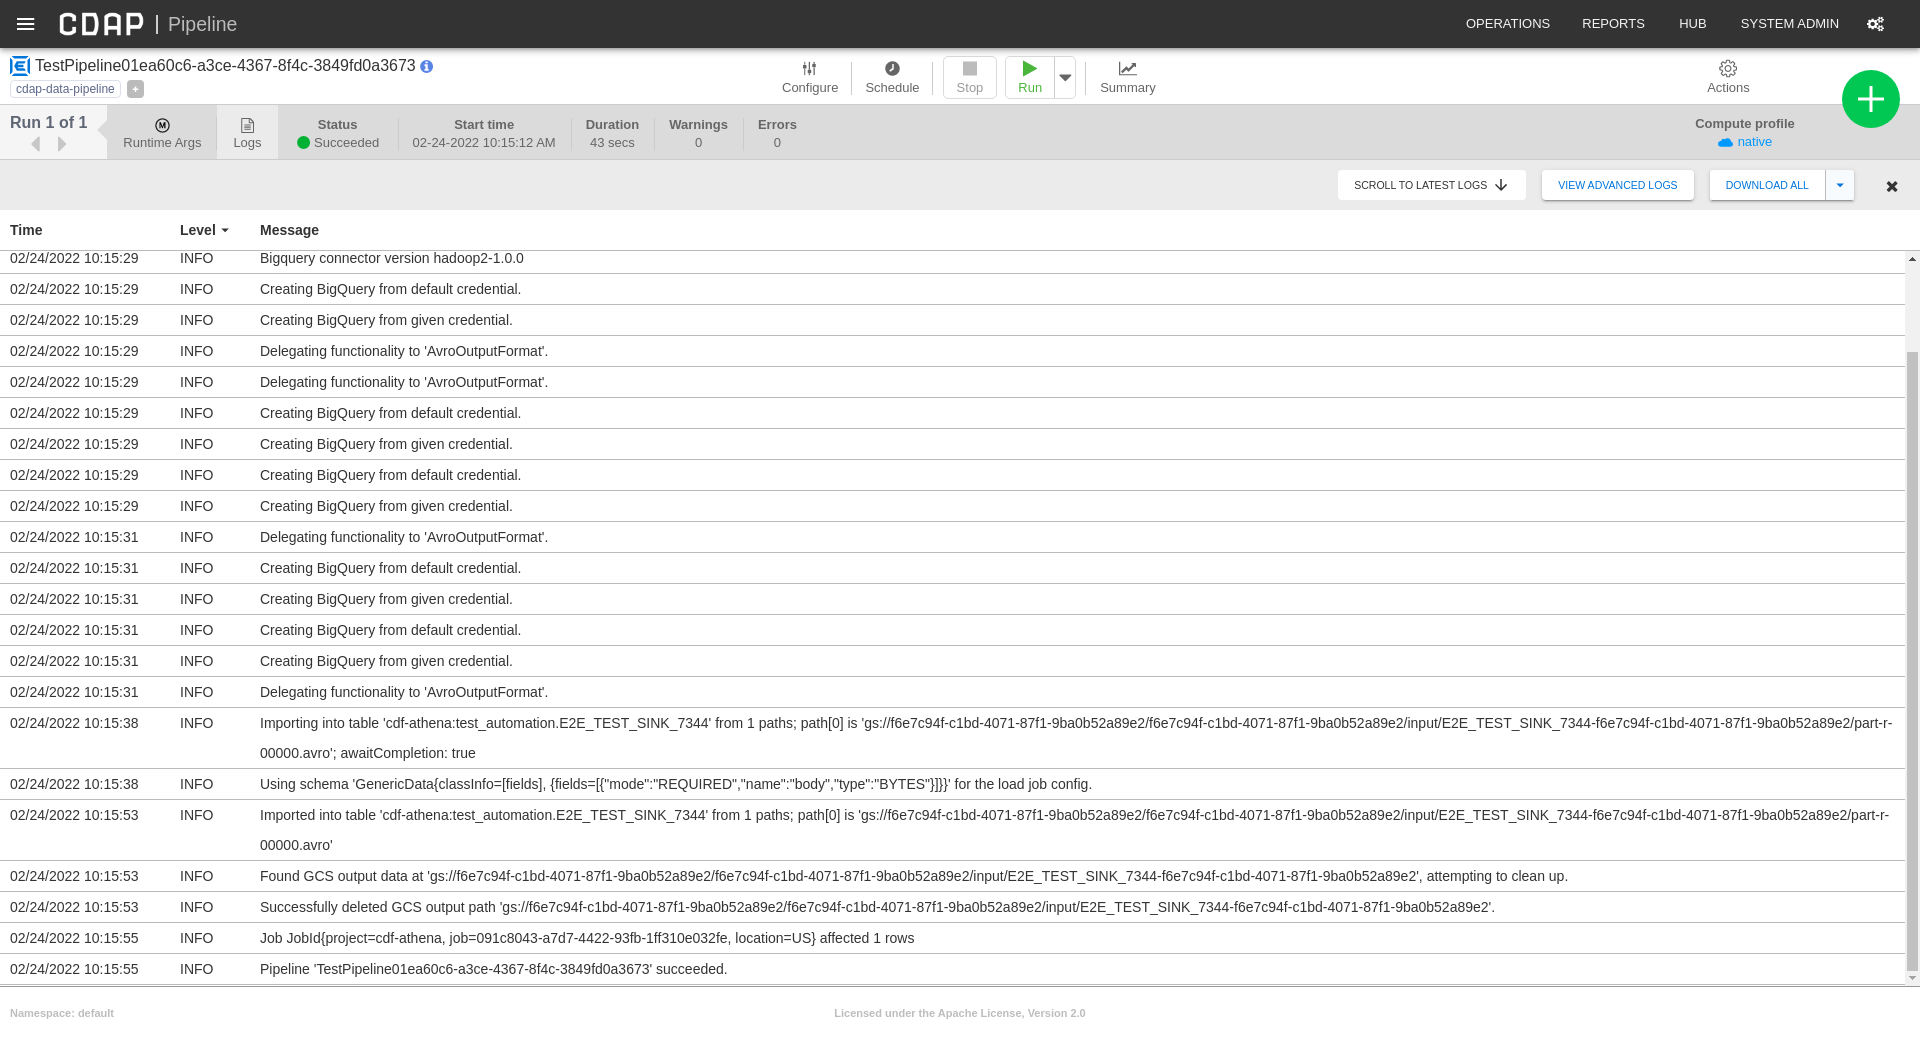 CDAP | Pipeline
OPERATIONS REPORTS HUB SYSTEM ADMIN
TestPipeline01ea60c6-a3ce-4367-8f4c-3849fd0a3673
cdap-data-pipeline +
Configure Schedule Stop Run Summary Actions
Run 1 of 1
Runtime Args Logs
Status Start time Duration Warnings Errors Compute profile
Succeeded 02-24-2022 10:15:12 AM 43 secs 0 0 native
SCROLL TO LATEST LOGS VIEW ADVANCED LOGS DOWNLOAD ALL
Time Level Message
02/24/2022 10:15:29 INFO Bigquery connector version hadoop2-1.0.0
02/24/2022 10:15:29 INFO Creating BigQuery from default credential.
02/24/2022 10:15:29 INFO Creating BigQuery from given credential.
02/24/2022 10:15:29 INFO Delegating functionality to 'AvroOutputFormat'.
02/24/2022 10:15:29 INFO Delegating functionality to 'AvroOutputFormat'.
02/24/2022 10:15:29 INFO Creating BigQuery from default credential.
02/24/2022 10:15:29 INFO Creating BigQuery from given credential.
02/24/2022 10:15:29 INFO Creating BigQuery from default credential.
02/24/2022 10:15:29 INFO Creating BigQuery from given credential.
02/24/2022 10:15:31 INFO Delegating functionality to 'AvroOutputFormat'.
02/24/2022 10:15:31 INFO Creating BigQuery from default credential.
02/24/2022 10:15:31 INFO Creating BigQuery from given credential.
02/24/2022 10:15:31 INFO Creating BigQuery from default credential.
02/24/2022 10:15:31 INFO Creating BigQuery from given credential.
02/24/2022 10:15:31 INFO Delegating functionality to 'AvroOutputFormat'.
02/24/2022 10:15:38 INFO Importing into table 'cdf-athena:test_automation.E2E_TEST_SINK_7344' from 1 paths; path[0] is 'gs://f6e7c94f-c1bd-4071-87f1-9ba0b52a89e2/f6e7c94f-c1bd-4071-87f1-9ba0b52a89e2/input/E2E_TEST_SINK_7344-f6e7c94f-c1bd-4071-87f1-9ba0b52a89e2/part-r-
00000.avro'; awaitCompletion: true
02/24/2022 10:15:38 INFO Using schema 'GenericData{classInfo=[fields], {fields=[{"mode":"REQUIRED","name":"body","type":"BYTES"}]}}' for the load job config.
02/24/2022 10:15:53 INFO Imported into table 'cdf-athena:test_automation.E2E_TEST_SINK_7344' from 1 paths; path[0] is 'gs://f6e7c94f-c1bd-4071-87f1-9ba0b52a89e2/f6e7c94f-c1bd-4071-87f1-9ba0b52a89e2/input/E2E_TEST_SINK_7344-f6e7c94f-c1bd-4071-87f1-9ba0b52a89e2/part-r-
00000.avro'
02/24/2022 10:15:53 INFO Found GCS output data at 'gs://f6e7c94f-c1bd-4071-87f1-9ba0b52a89e2/f6e7c94f-c1bd-4071-87f1-9ba0b52a89e2/input/E2E_TEST_SINK_7344-f6e7c94f-c1bd-4071-87f1-9ba0b52a89e2', attempting to clean up.
02/24/2022 10:15:53 INFO Successfully deleted GCS output path 'gs://f6e7c94f-c1bd-4071-87f1-9ba0b52a89e2/f6e7c94f-c1bd-4071-87f1-9ba0b52a89e2/input/E2E_TEST_SINK_7344-f6e7c94f-c1bd-4071-87f1-9ba0b52a89e2'.
02/24/2022 10:15:55 INFO Job JobId{project=cdf-athena, job=091c8043-a7d7-4422-93fb-1ff310e032fe, location=US} affected 1 rows
02/24/2022 10:15:55 INFO Pipeline 'TestPipeline01ea60c6-a3ce-4367-8f4c-3849fd0a3673' succeeded.
Namespace: default Licensed under the Apache License, Version 2.0